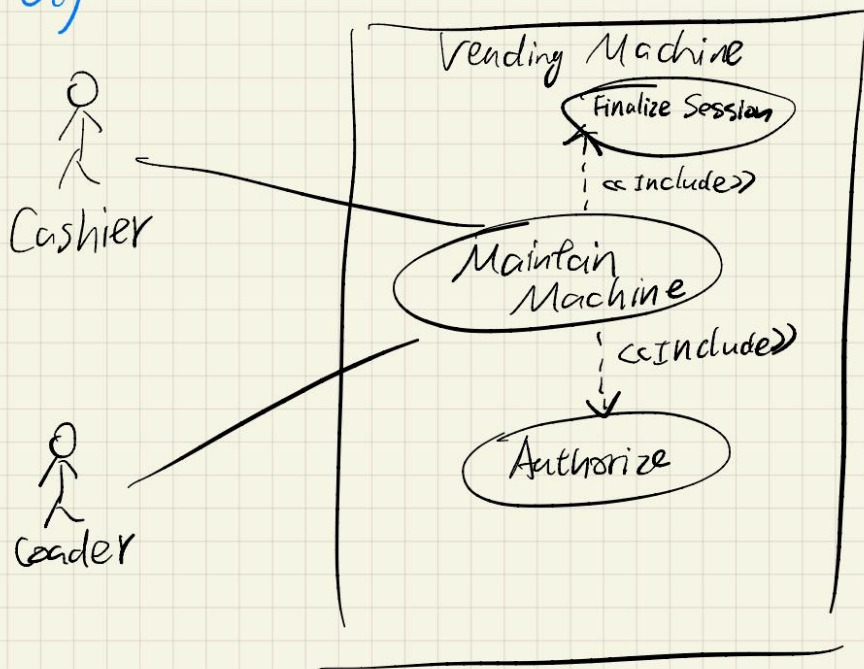 Vending Machine
Finalize Session
<<Include>>
Cashier
Maintain
Machine
<<Include>>
Authorize
Loader